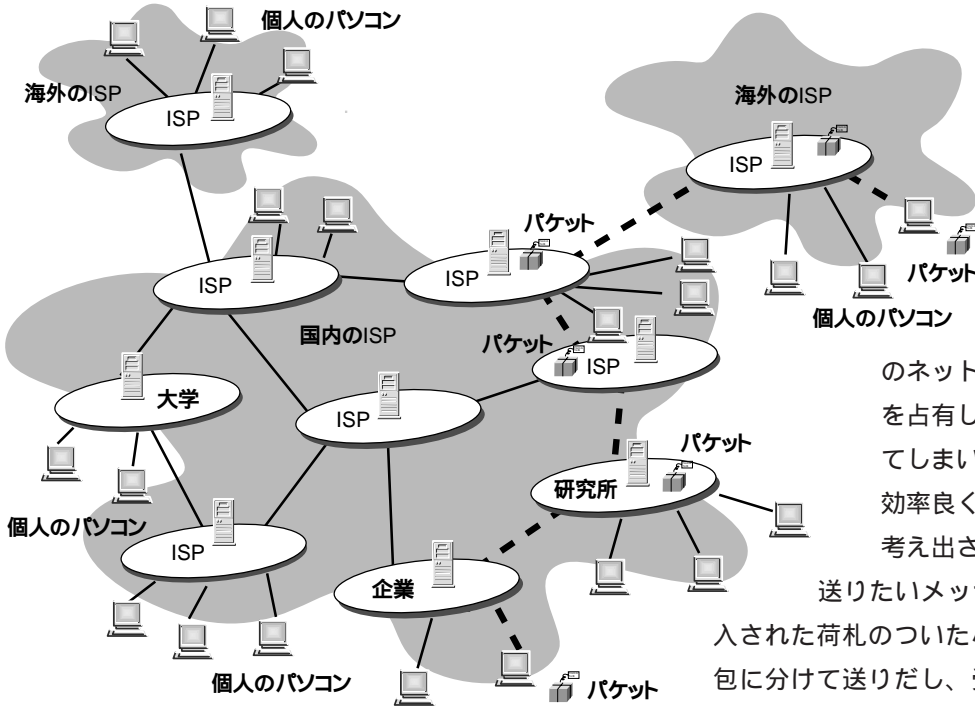 個人のパソコン
海外のISP
ISP
海外のISP
ISP
パケット
パケット
個人のパソコン
ISP
ISP
パケット
国内のISP
ISP
大学
ISP
パケット
研究所
個人のパソコン
ISP
企業
個人のパソコン
パケット
のネット
を占有し
てしまい
効率良く
考え出さ
送りたいメッ
入された荷札のついた
包に分けて送りだし、